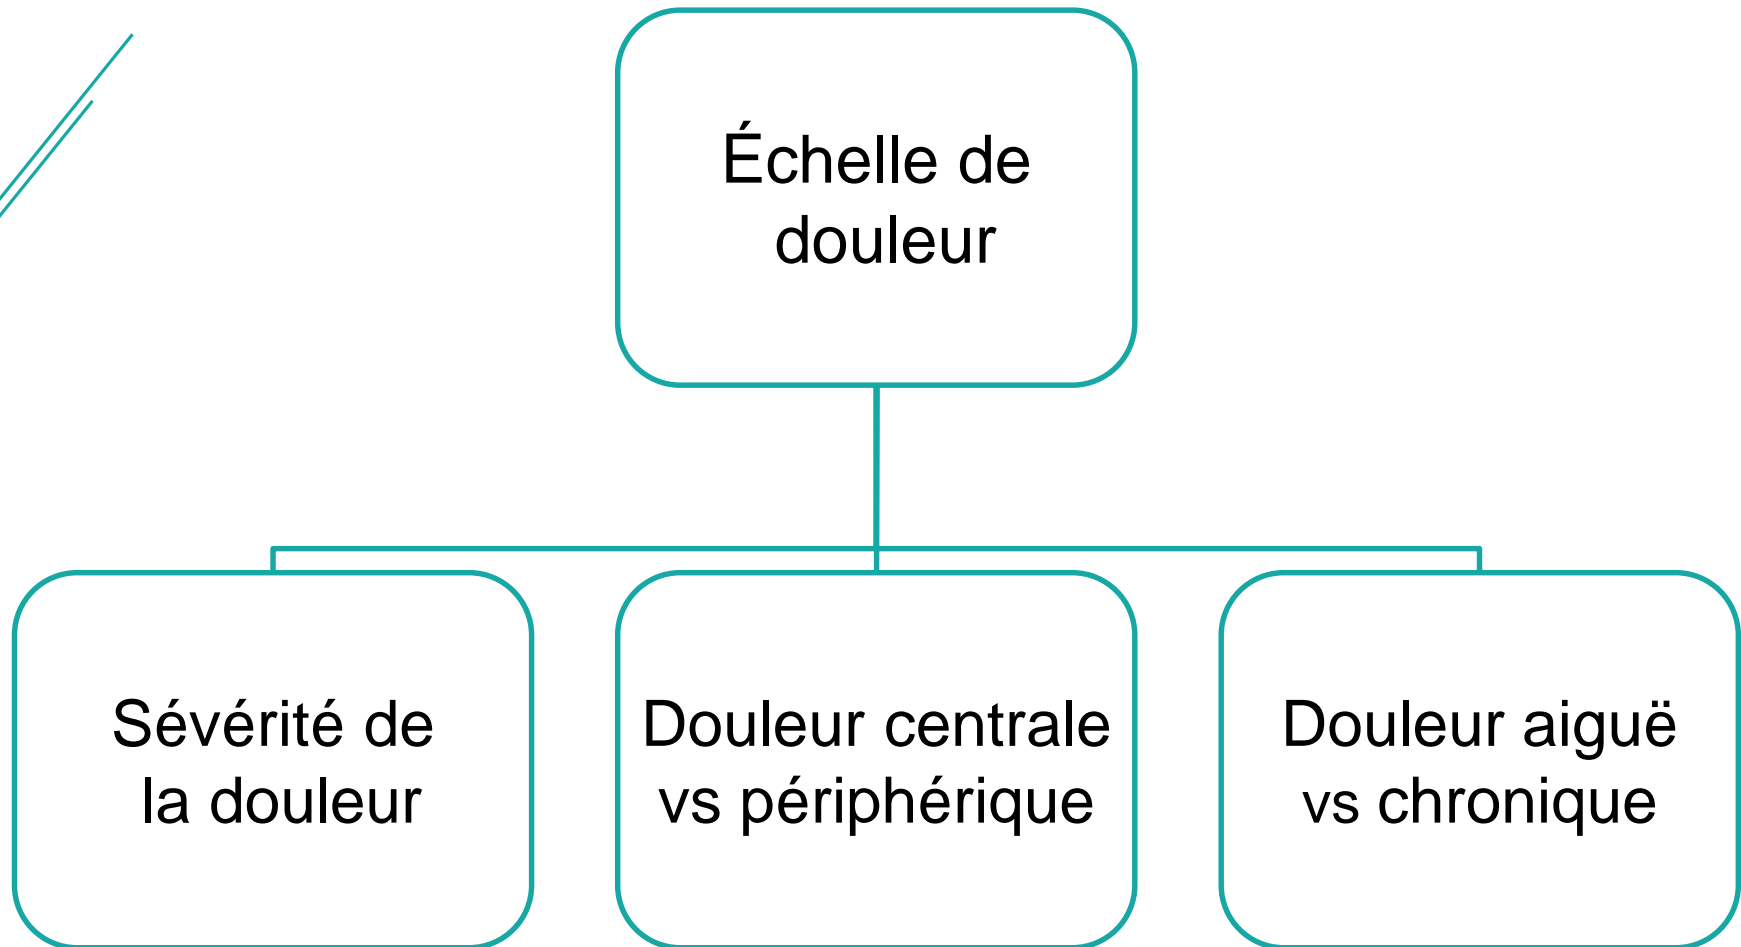 Échelle de
douleur
Sévérité de
la douleur
Douleur centrale
vs périphérique
Douleur aiguë
vs chronique